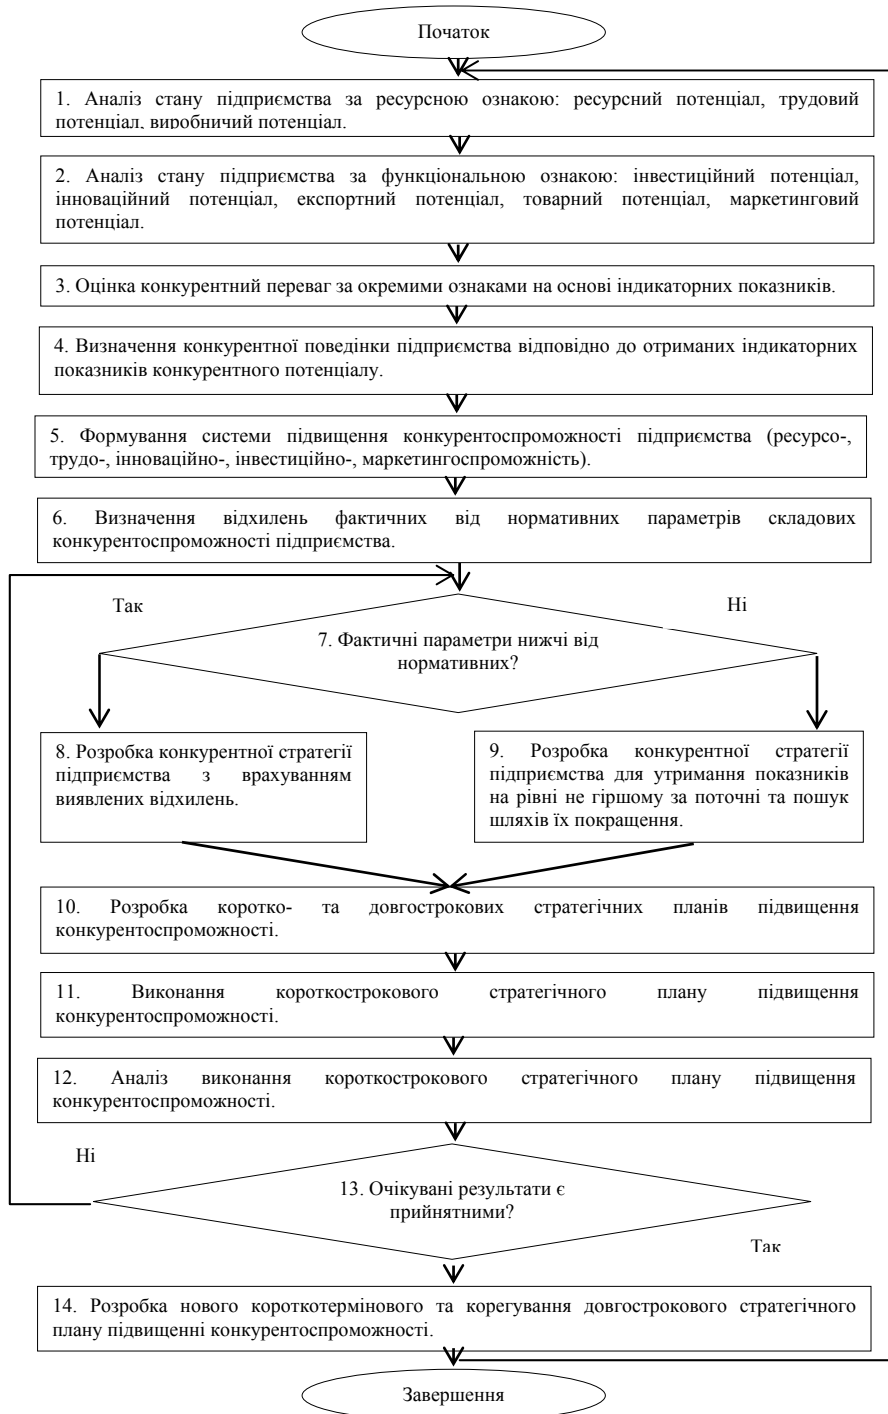 Початок
1. Аналіз стану підприємства за ресурсною ознакою: ресурсний потенціал, трудовий
потенціал, виробничий потенціал.
2. Аналіз стану підприємства за функціональною ознакою: інвестиційний потенціал,
інноваційний потенціал, експортний потенціал, товарний потенціал, маркетинговий
потенціал.
3. Оцінка конкурентний переваг за окремими ознаками на основі індикаторних показників.
4. Визначення конкурентної поведінки підприємства відповідно до отриманих індикаторних
показників конкурентного потенціалу.
5. Формування системи підвищення конкурентоспроможності підприємства (ресурсо-,
трудо-, інноваційно-, інвестиційно-, маркетингоспроможність).
6. Визначення відхилень фактичних від нормативних параметрів складових
конкурентоспроможності підприємства.
Так
Ні
7. Фактичні параметри нижчі від
нормативних?
8. Розробка конкурентної стратегії
підприємства з врахуванням
виявлених відхилень.
9. Розробка конкурентної стратегії
підприємства для утримання показників
на рівні не гіршому за поточні та пошук
шляхів їх покращення.
10. Розробка коротко- та довгострокових стратегічних планів підвищення
конкурентоспроможності.
11. Виконання короткострокового стратегічного плану підвищення
конкурентоспроможності.
12. Аналіз виконання короткострокового стратегічного плану підвищення
конкурентоспроможності.
Ні
13. Очікувані результати є
прийнятними?
Так
14. Розробка нового короткотермінового та корегування довгострокового стратегічного
плану підвищенні конкурентоспроможності.
Завершення